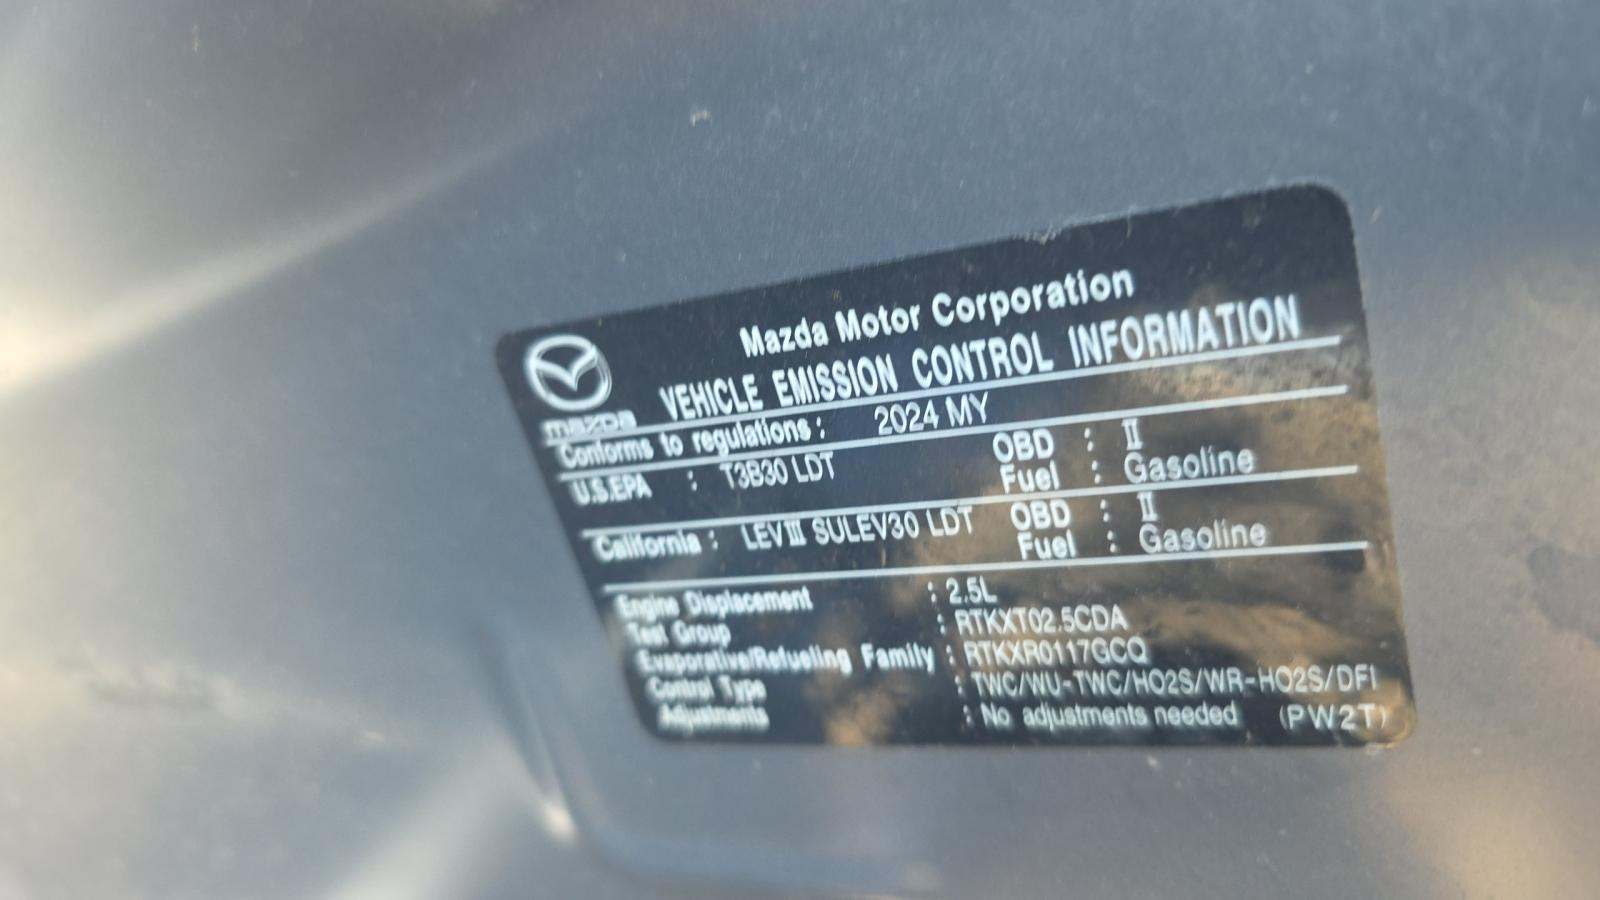 Mazda Motor Corporation
mazda VEHICLE EMISSION CONTROL INFORMATION
Conforms to regulations : 2024 MY
U.S.EPA : T3B30 LDT OBD : II
Fuel : Gasoline
California : LEVIII SULEV30 LDT OBD : II
Fuel : Gasoline
Engine Displacement : 2.5L
Test Group : RTKXT02.5CDA
Evaporative/Refueling Family : RTKXR0117GCQ
Control Type : TWC/WU-TWC/HO2S/WR-HO2S/DFI
Adjustments : No adjustments needed (PW2T)